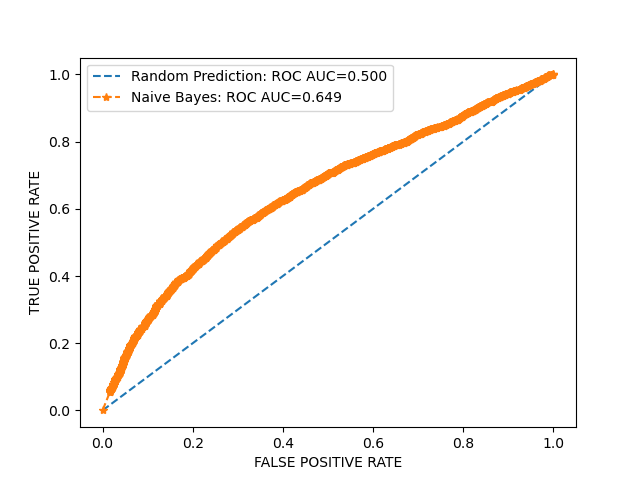 Random Prediction: ROC AUC=0.500
Naive Bayes: ROC AUC=0.649
TRUE POSITIVE RATE
1.0
0.8
0.6
0.4
0.2
0.0
0.0 0.2 0.4 0.6 0.8 1.0
FALSE POSITIVE RATE